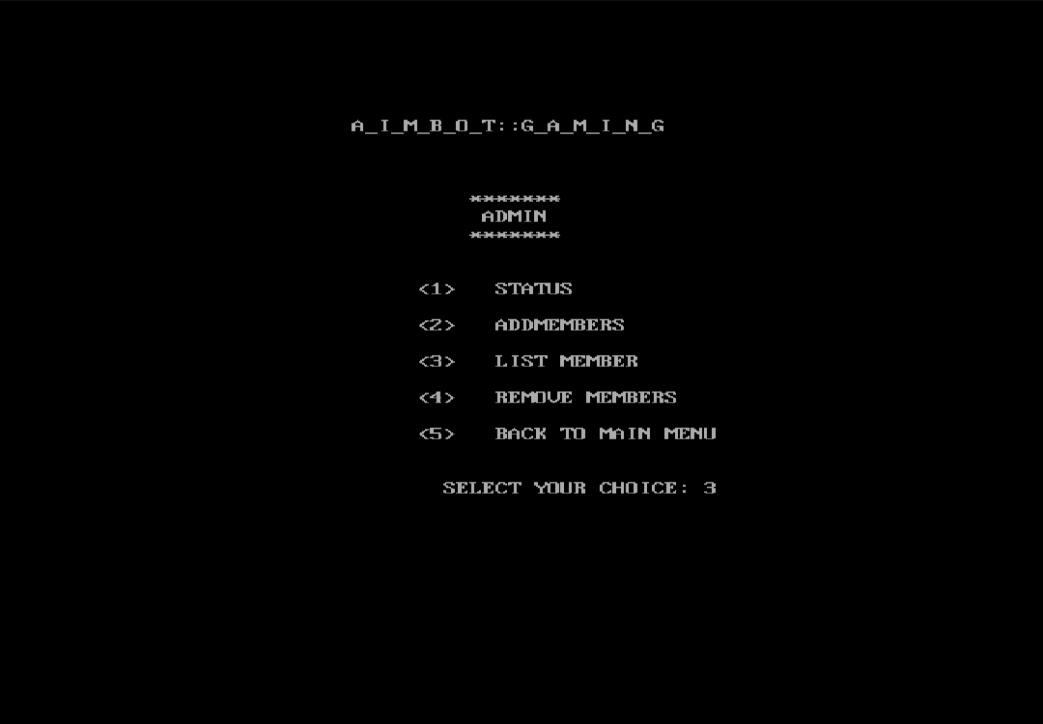 A_I_M_B_O_T::G_A_M_I_N_G
*******
ADMIN
*******
<1> STATUS
<2> ADDMEMBERS
<3> LIST MEMBER
<4> REMOVE MEMBERS
<5> BACK TO MAIN MENU
SELECT YOUR CHOICE: 3